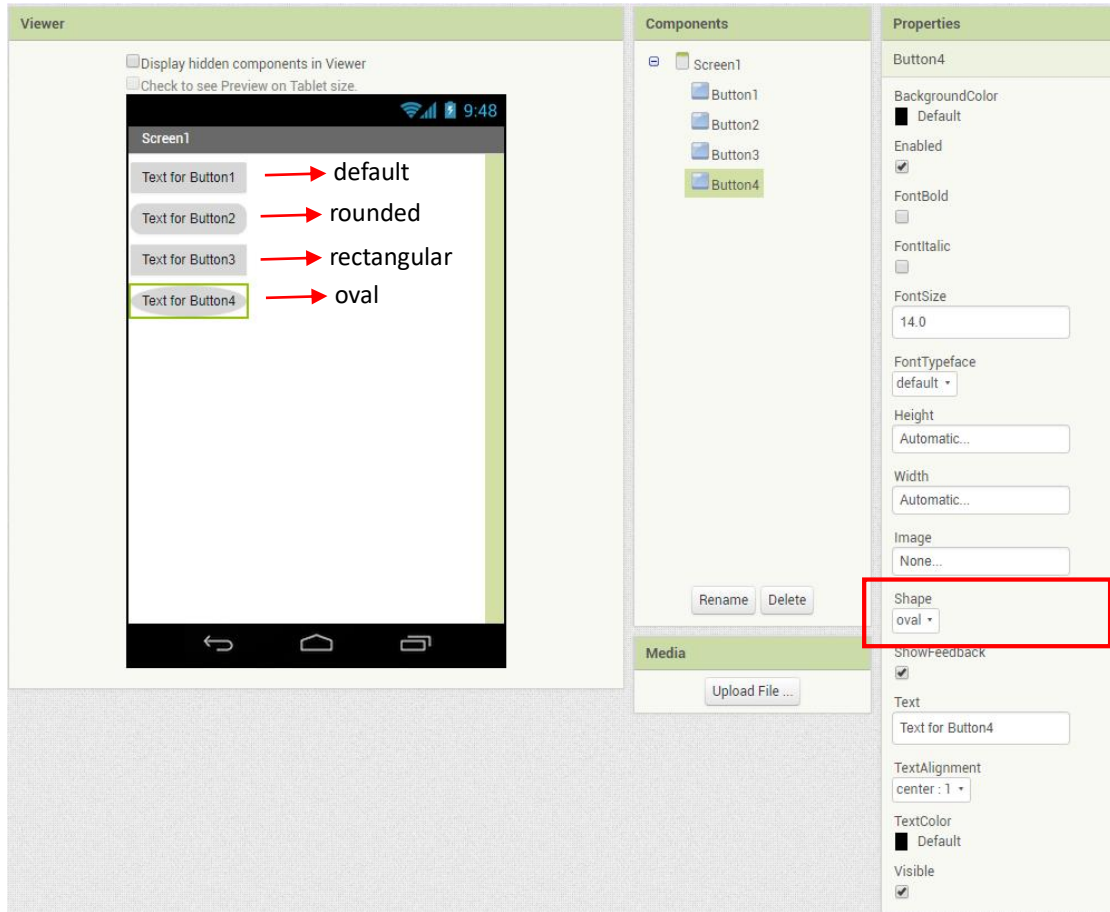 Viewer
Display hidden components in Viewer
Check to see Preview on Tablet size.
9:48
Screen1
Text for Button1
default
Text for Button2
rounded
Text for Button3
rectangular
Text for Button4
oval
Components
Screen1
Button1
Button2
Button3
Button4
Rename Delete
Media
Upload File ...
Properties
Button4
BackgroundColor
Default
Enabled
FontBold
FontItalic
FontSize
14.0
FontTypeface
default
Height
Automatic...
Width
Automatic...
Image
None...
Shape
oval
ShowFeedback
Text
Text for Button4
TextAlignment
center : 1
TextColor
Default
Visible